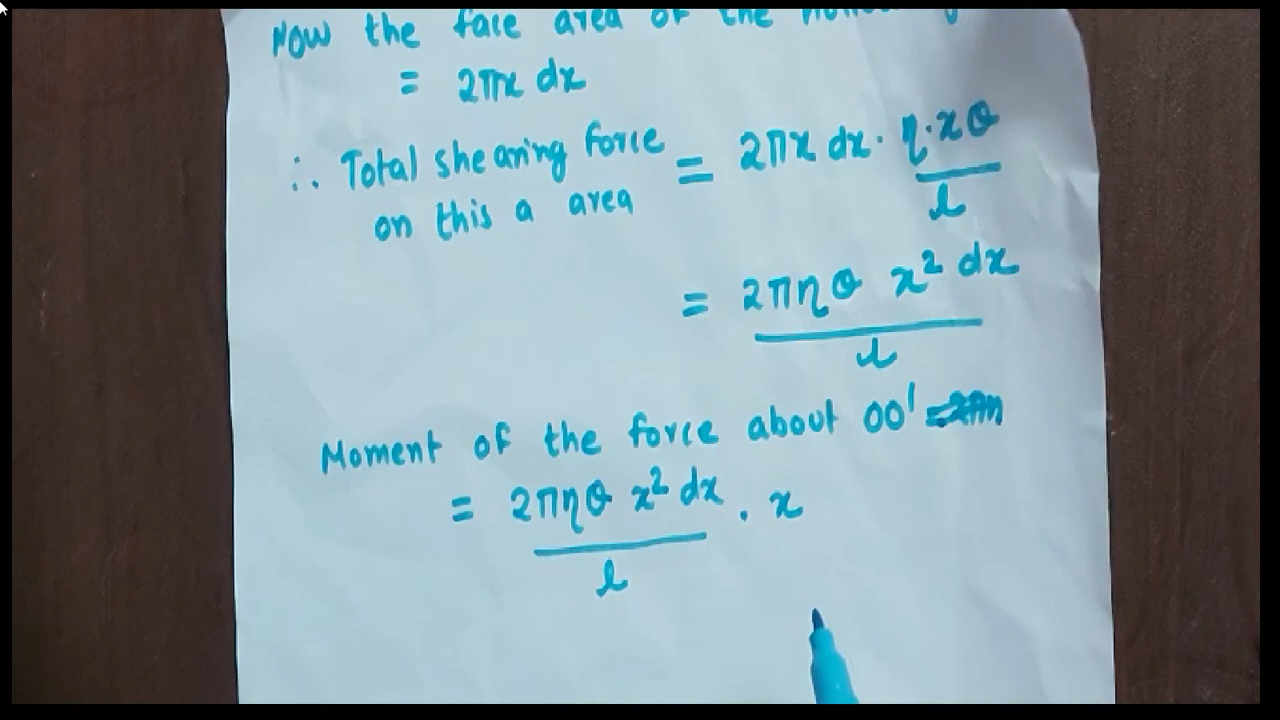 Now the face area of the
= 2πx dx
∴ Total shearing force = 2πx dx · η·xθ / l
on this a area
= 2πηθ x² dx / l
Moment of the force about OO'
= 2πηθ x² dx / l . x